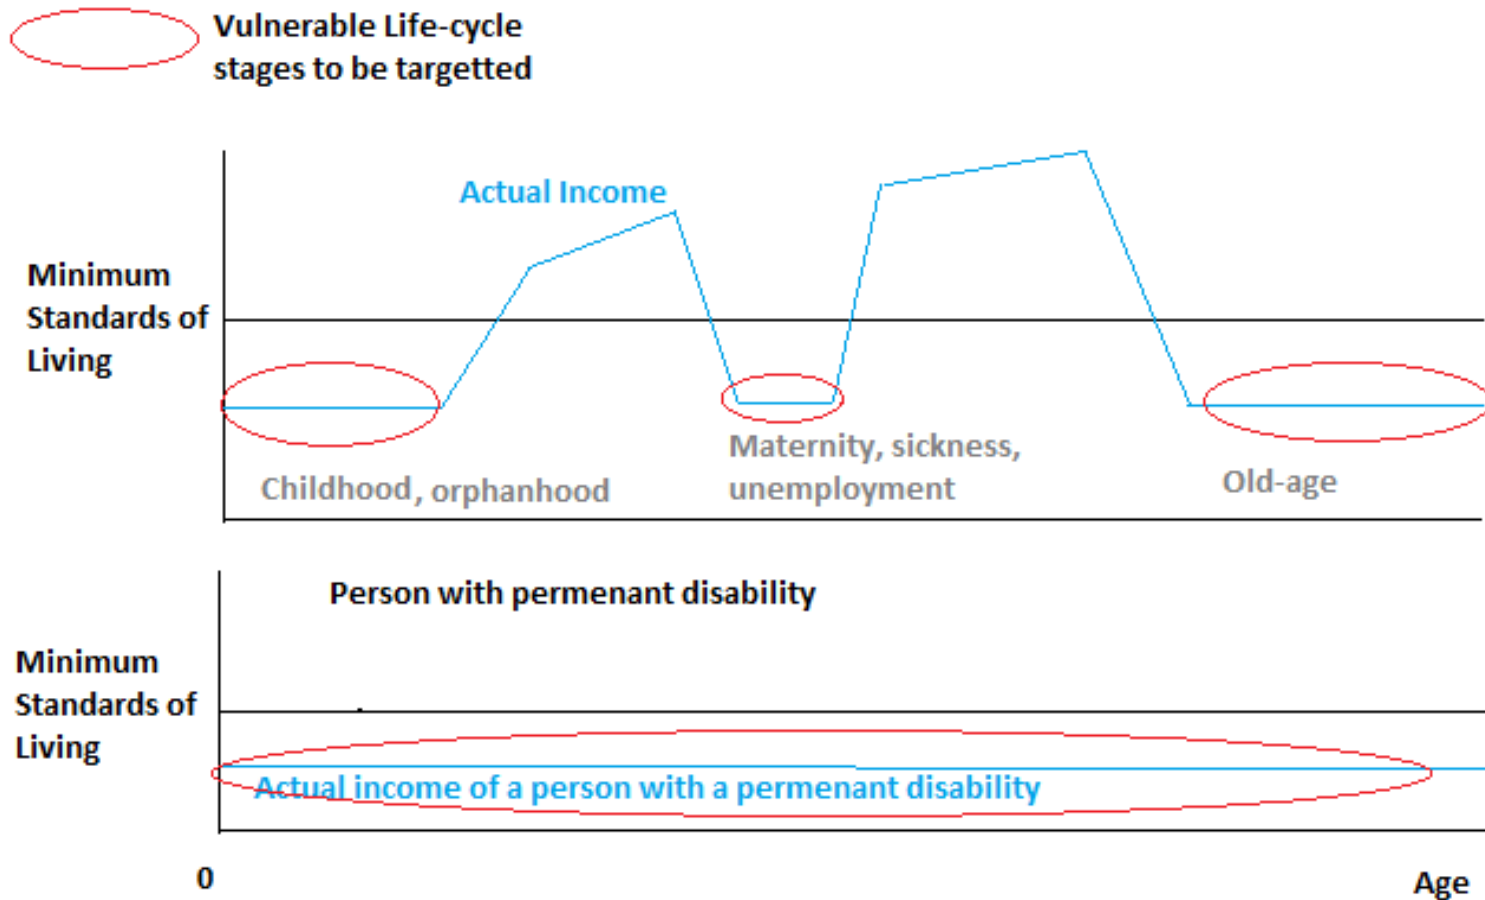 Vulnerable Life-cycle
stages to be targetted
Actual Income
Minimum
Standards of
Living
Childhood, orphanhood
Maternity, sickness,
unemployment
Old-age
Person with permenant disability
Minimum
Standards of
Living
Actual income of a person with a permenant disability
0
Age